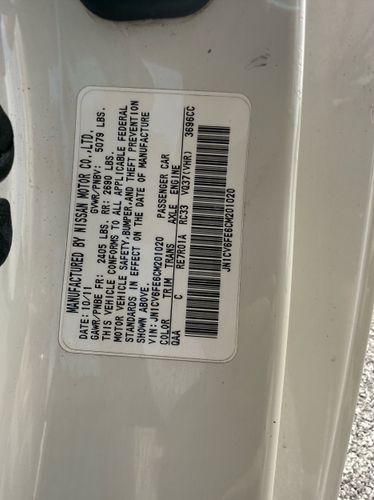 MANUFACTURED BY NISSAN MOTOR CO.,LTD.
DATE: 10/11 GVWR/PNBV: 5079 LBS.
GAWR/PNBE FR: 2405 LBS. RR: 2690 LBS.
THIS VEHICLE CONFORMS TO ALL APPLICABLE FEDERAL
MOTOR VEHICLE SAFETY, BUMPER, AND THEFT PREVENTION
STANDARDS IN EFFECT ON THE DATE OF MANUFACTURE
SHOWN ABOVE.
VIN: JN1CV6FE6CM201020 PASSENGER CAR
COLOR TRIM TRANS AXLE ENGINE
QAA C RE7R01A RC33 VQ37(VHR) 3696CC
JN1CV6FE6CM201020